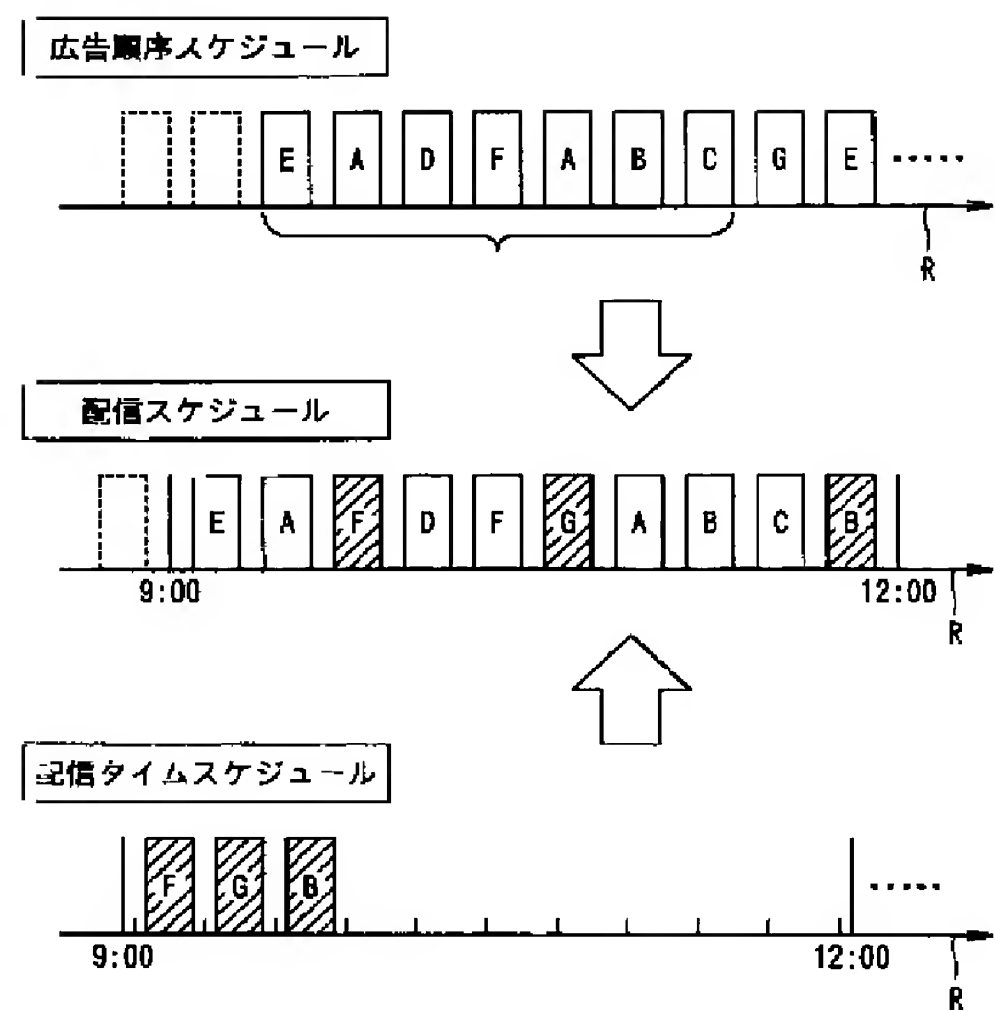 広告順序スケジュール
E A D F A B C G E ・・・・・
R
配信スケジュール
E A F D F G A B C B
9:00 12:00
R
配信タイムスケジュール
F G B ・・・・・
9:00 12:00
R